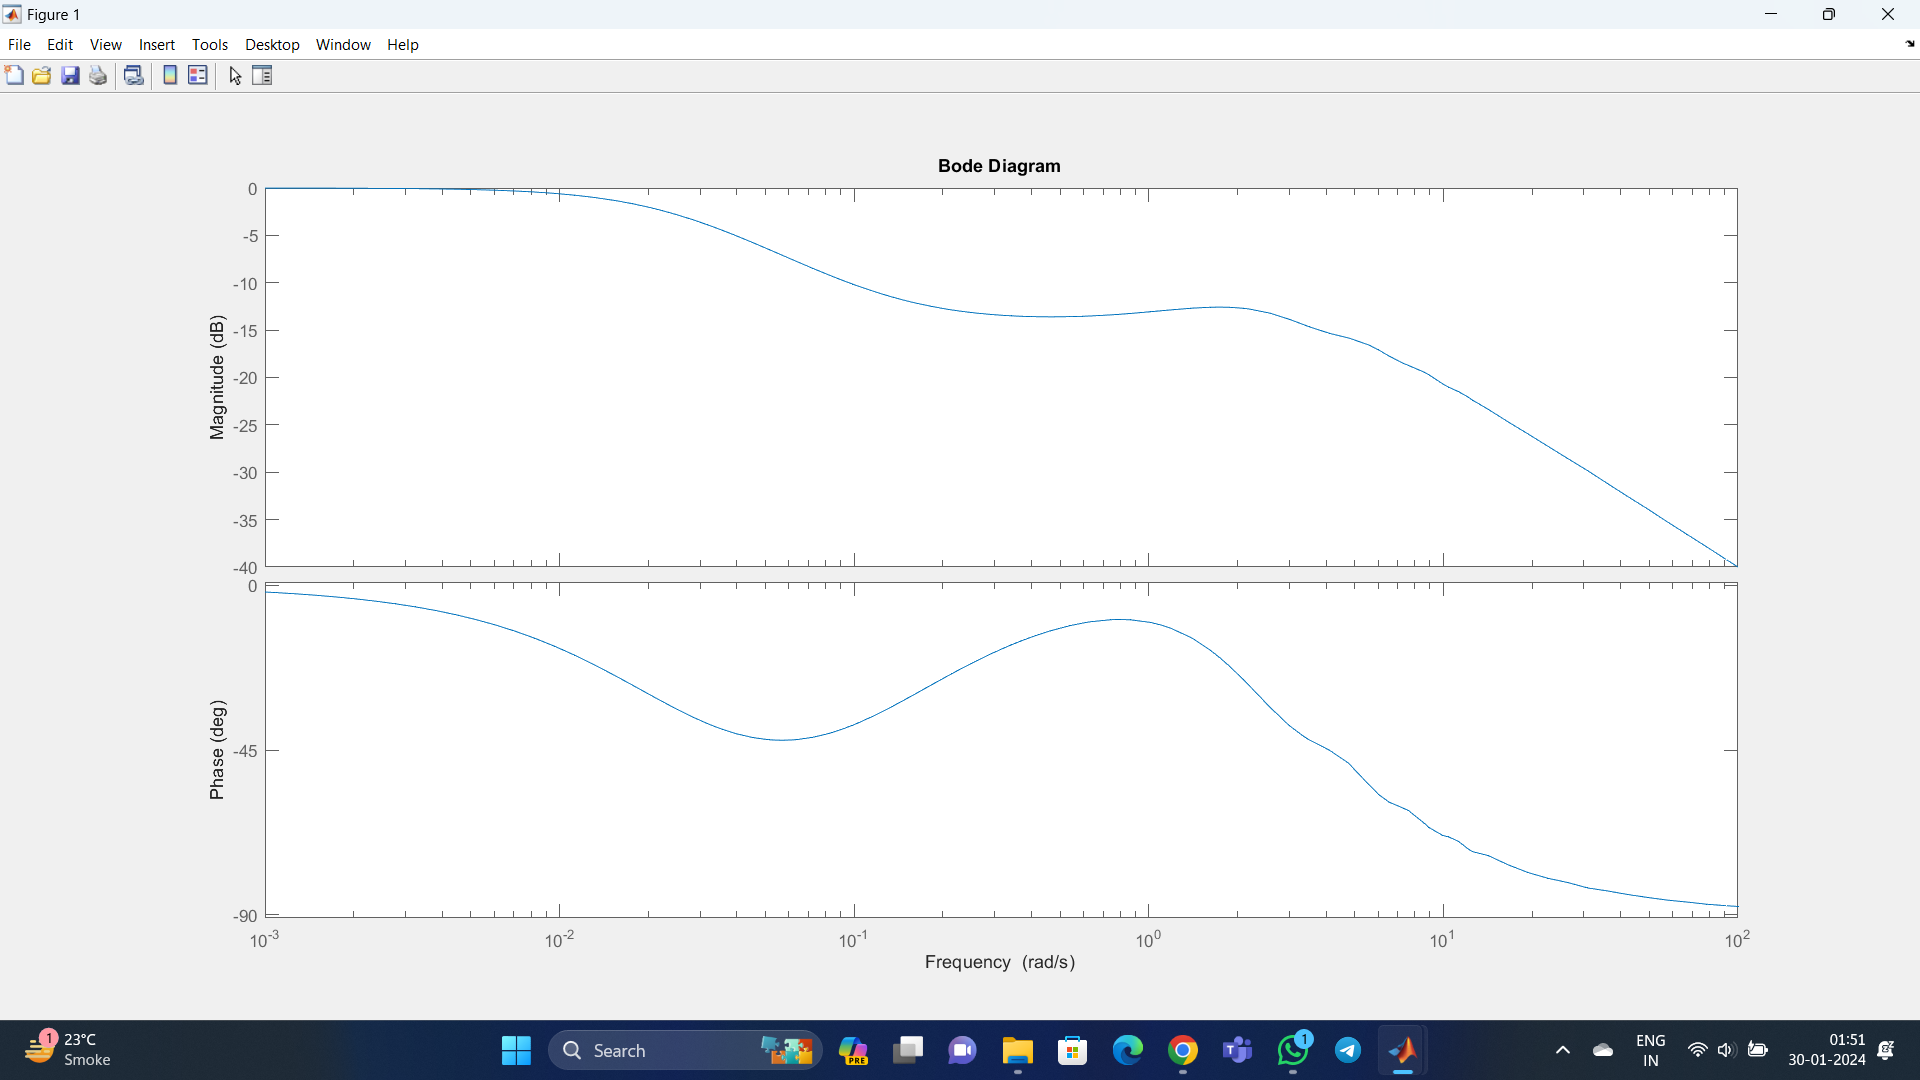 Figure 1
File Edit View Insert Tools Desktop Window Help
Bode Diagram
Magnitude (dB)
0
-5
-10
-15
-20
-25
-30
-35
-40
Phase (deg)
0
-45
-90
10^-3 10^-2 10^-1 10^0 10^1 10^2
Frequency (rad/s)
1
23°C
Smoke
Search
PRE
1
ENG
IN
01:51
30-01-2024